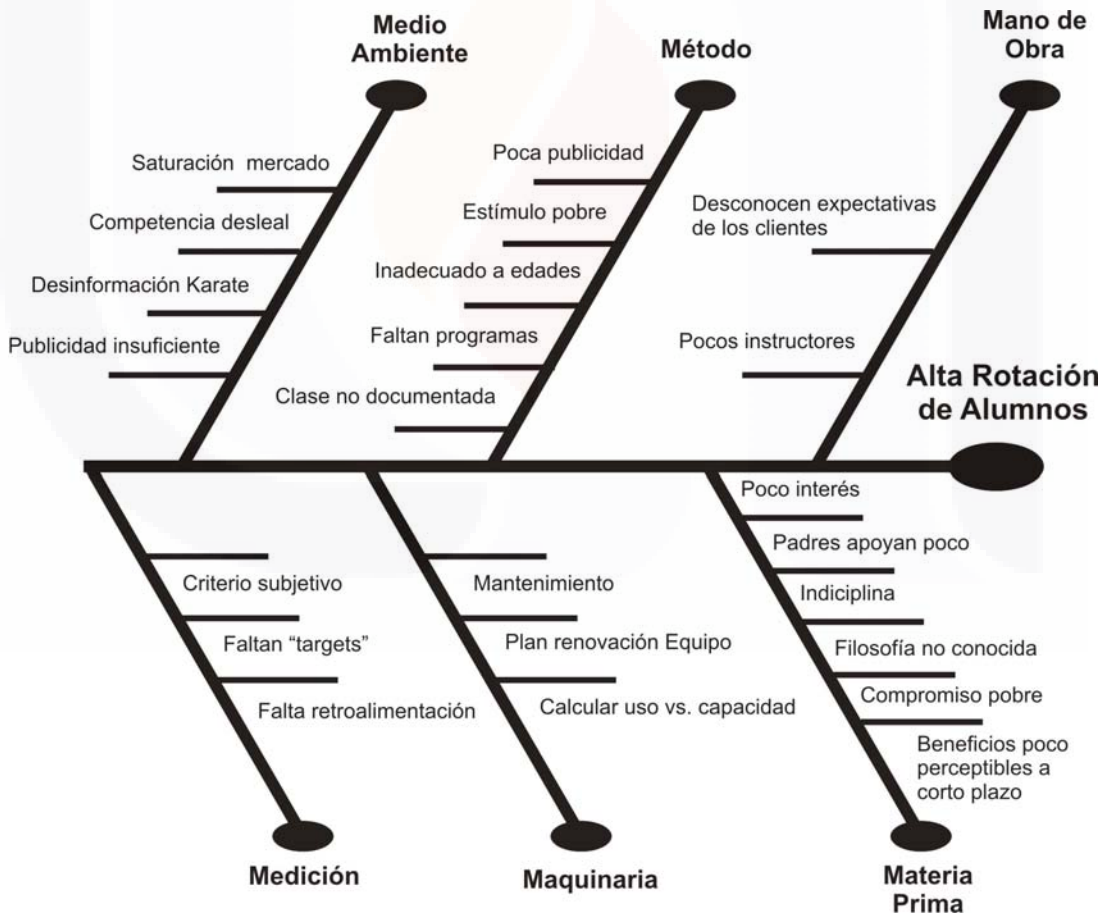 Medio
Ambiente
Método
Mano de
Obra
Saturación mercado
Competencia desleal
Desinformación Karate
Publicidad insuficiente
Poca publicidad
Estímulo pobre
Inadecuado a edades
Faltan programas
Clase no documentada
Desconocen expectativas
de los clientes
Pocos instructores
Alta Rotación
de Alumnos
Criterio subjetivo
Faltan “targets”
Falta retroalimentación
Mantenimiento
Plan renovación Equipo
Calcular uso vs. capacidad
Poco interés
Padres apoyan poco
Indiciplina
Filosofía no conocida
Compromiso pobre
Beneficios poco
perceptibles a
corto plazo
Medición
Maquinaria
Materia
Prima